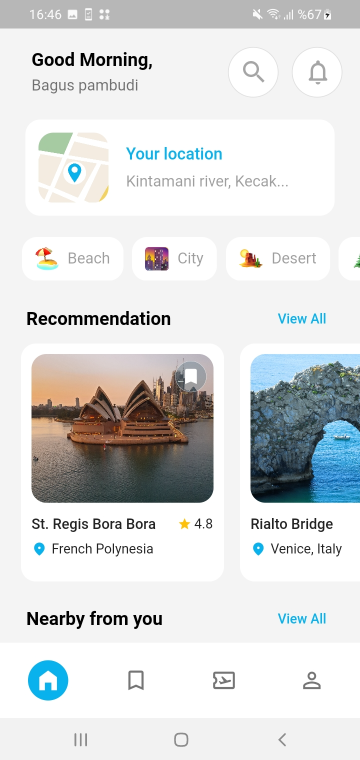 16:46 %67
Good Morning,
Bagus pambudi
Your location
Kintamani river, Kecak...
Beach City Desert
Recommendation View All
St. Regis Bora Bora 4.8 Rialto Bridge
French Polynesia Venice, Italy
Nearby from you View All